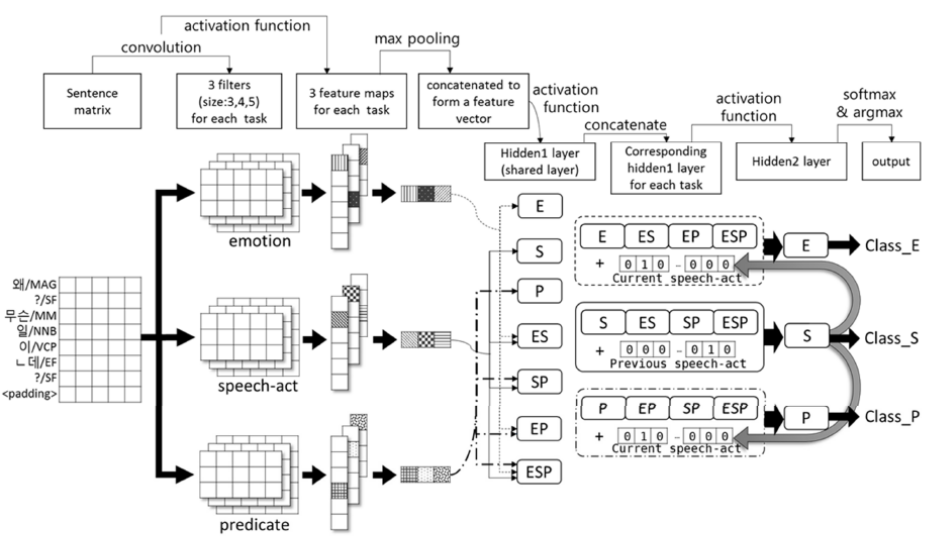 activation function
convolution
max pooling
Sentence
matrix
3 filters
(size:3,4,5)
for each task
3 feature maps
for each task
concatenated to
form a feature
vector
activation
function
concatenate
activation
function
softmax
& argmax
Hidden1 layer
(shared layer)
Corresponding
hidden1 layer
for each task
Hidden2 layer
output
왜/MAG
?/SF
무슨/MM
일/NNB
이/VCP
ㄴ데/EF
?/SF
<padding>
emotion
speech-act
predicate
E
S
P
ES
SP
EP
ESP
E ES EP ESP
+ 0 1 0 … 0 0 0
Current speech-act
E
Class_E
S ES SP ESP
+ 0 0 0 … 0 1 0
Previous speech-act
S
Class_S
P EP SP ESP
+ 0 1 0 … 0 0 0
Current speech-act
P
Class_P